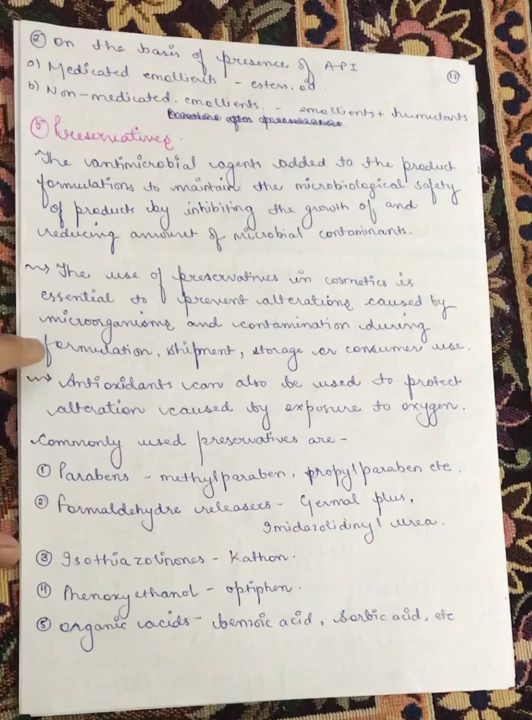 ② On the basis of presence of API
a) Medicated emollients - esters, oil
b) Non-medicated emollients. - emollients + humectants
⑤ Preservatives.
The antimicrobial agents added to the product
formulations to maintain the microbiological safety
of products by inhibiting the growth of and
reducing amount of microbial contaminants.
~→ The use of preservatives in cosmetics is
essential to prevent alterations caused by
microorganisms and contamination during
formulation, shipment, storage or consumer use.
~→ Antioxidants can also be used to protect
alteration caused by exposure to oxygen.
Commonly used preservatives are -
① Parabens - methylparaben, propylparaben etc.
② Formaldehyde releasers - Germal plus,
Imidazolidinyl urea.
③ Isothiazolinones - Kathon.
④ Phenoxyethanol - optiphen.
⑤ organic acids - benzoic acid, Sorbic acid, etc